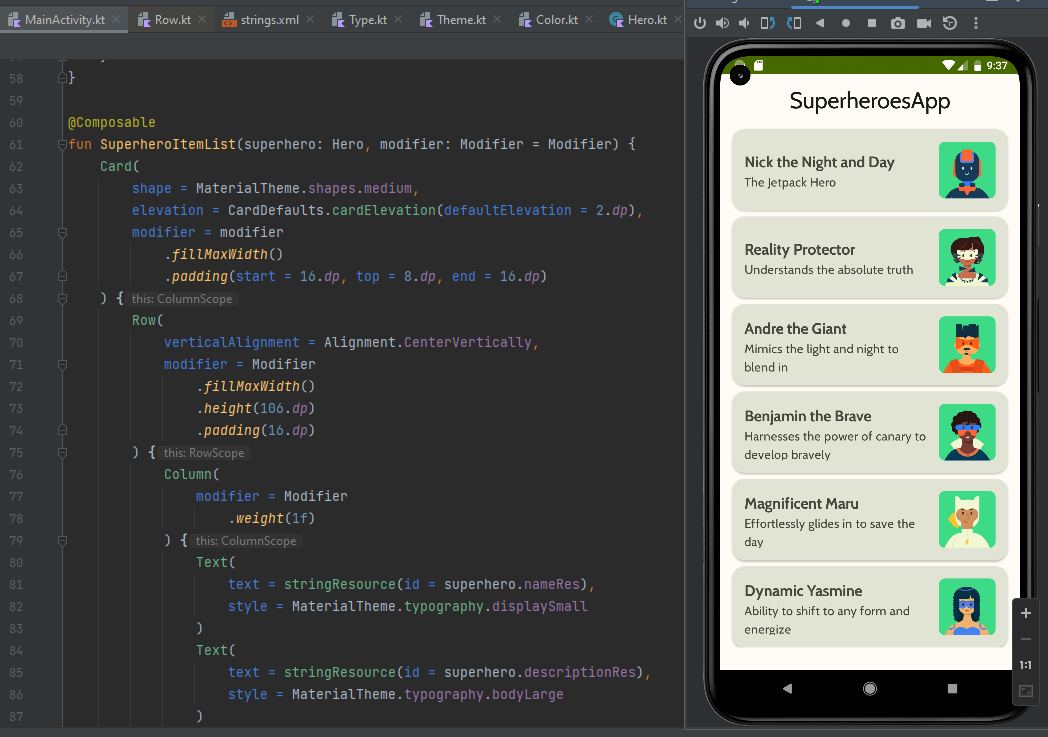 MainActivity.kt
Row.kt
strings.xml
Type.kt
Theme.kt
Color.kt
Hero.kt
58 }
59
60 @Composable
61 fun SuperheroItemList(superhero: Hero, modifier: Modifier = Modifier) {
62 Card(
63 shape = MaterialTheme.shapes.medium,
64 elevation = CardDefaults.cardElevation(defaultElevation = 2.dp),
65 modifier = modifier
66 .fillMaxWidth()
67 .padding(start = 16.dp, top = 8.dp, end = 16.dp)
68 ) { this: ColumnScope
69 Row(
70 verticalAlignment = Alignment.CenterVertically,
71 modifier = Modifier
72 .fillMaxWidth()
73 .height(106.dp)
74 .padding(16.dp)
75 ) { this: RowScope
76 Column(
77 modifier = Modifier
78 .weight(1f)
79 ) { this: ColumnScope
80 Text(
81 text = stringResource(id = superhero.nameRes),
82 style = MaterialTheme.typography.displaySmall
83 )
84 Text(
85 text = stringResource(id = superhero.descriptionRes),
86 style = MaterialTheme.typography.bodyLarge
87 )
9:37
SuperheroesApp
Nick the Night and Day
The Jetpack Hero
Reality Protector
Understands the absolute truth
Andre the Giant
Mimics the light and night to
blend in
Benjamin the Brave
Harnesses the power of canary to
develop bravely
Magnificent Maru
Effortlessly glides in to save the
day
Dynamic Yasmine
Ability to shift to any form and
energize
1:1